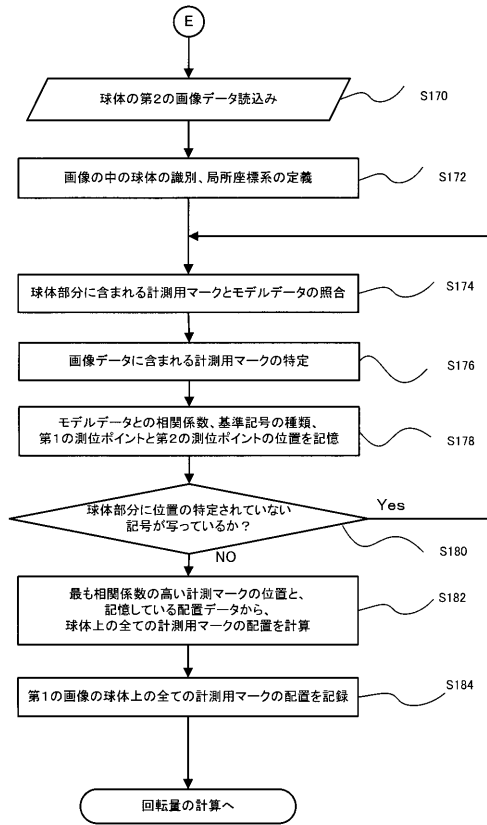 E
球体の第2の画像データ読込み
S170
画像の中の球体の識別、局所座標系の定義
S172
球体部分に含まれる計測用マークとモデルデータの照合
S174
画像データに含まれる計測用マークの特定
S176
モデルデータとの相関係数、基準記号の種類、
第1の測位ポイントと第2の測位ポイントの位置を記憶
S178
球体部分に位置の特定されていない
記号が写っているか？
Yes
S180
NO
最も相関係数の高い計測マークの位置と、
記憶している配置データから、
球体上の全ての計測用マークの配置を計算
S182
第1の画像の球体上の全ての計測用マークの配置を記録
S184
回転量の計算へ